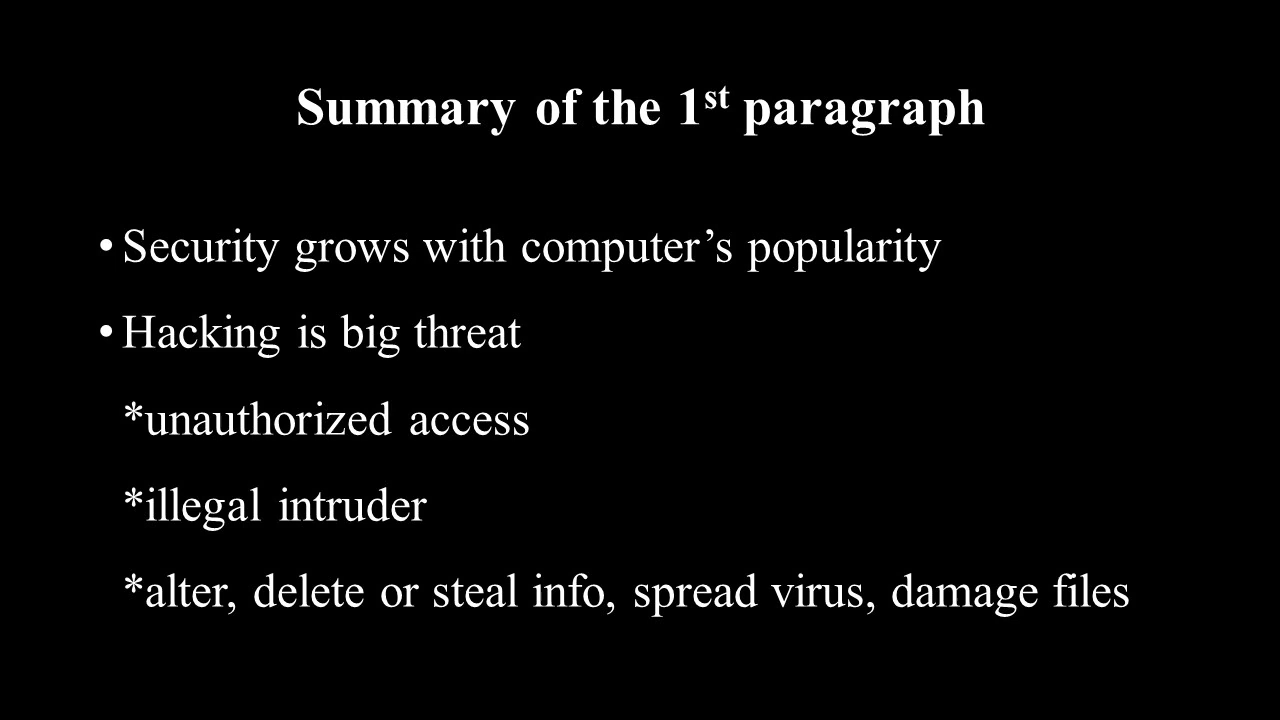 Summary of the 1st paragraph
• Security grows with computer’s popularity
• Hacking is big threat
*unauthorized access
*illegal intruder
*alter, delete or steal info, spread virus, damage files